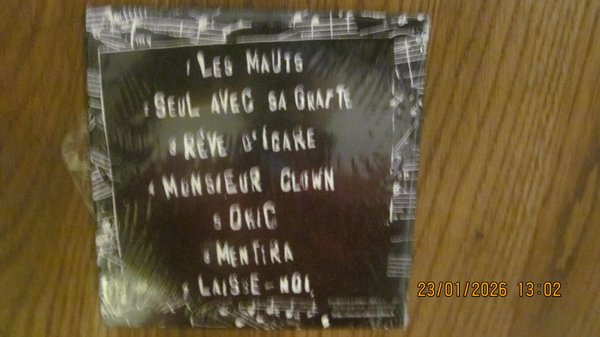 1 LES MAUTS
2 SEUL AVEC SA GRATTE
3 RÊVE D'ICARE
4 MONSIEUR CLOWN
5 ORIC
6 MENTIRA
7 LAISSE-MOI
23/01/2026 13:02